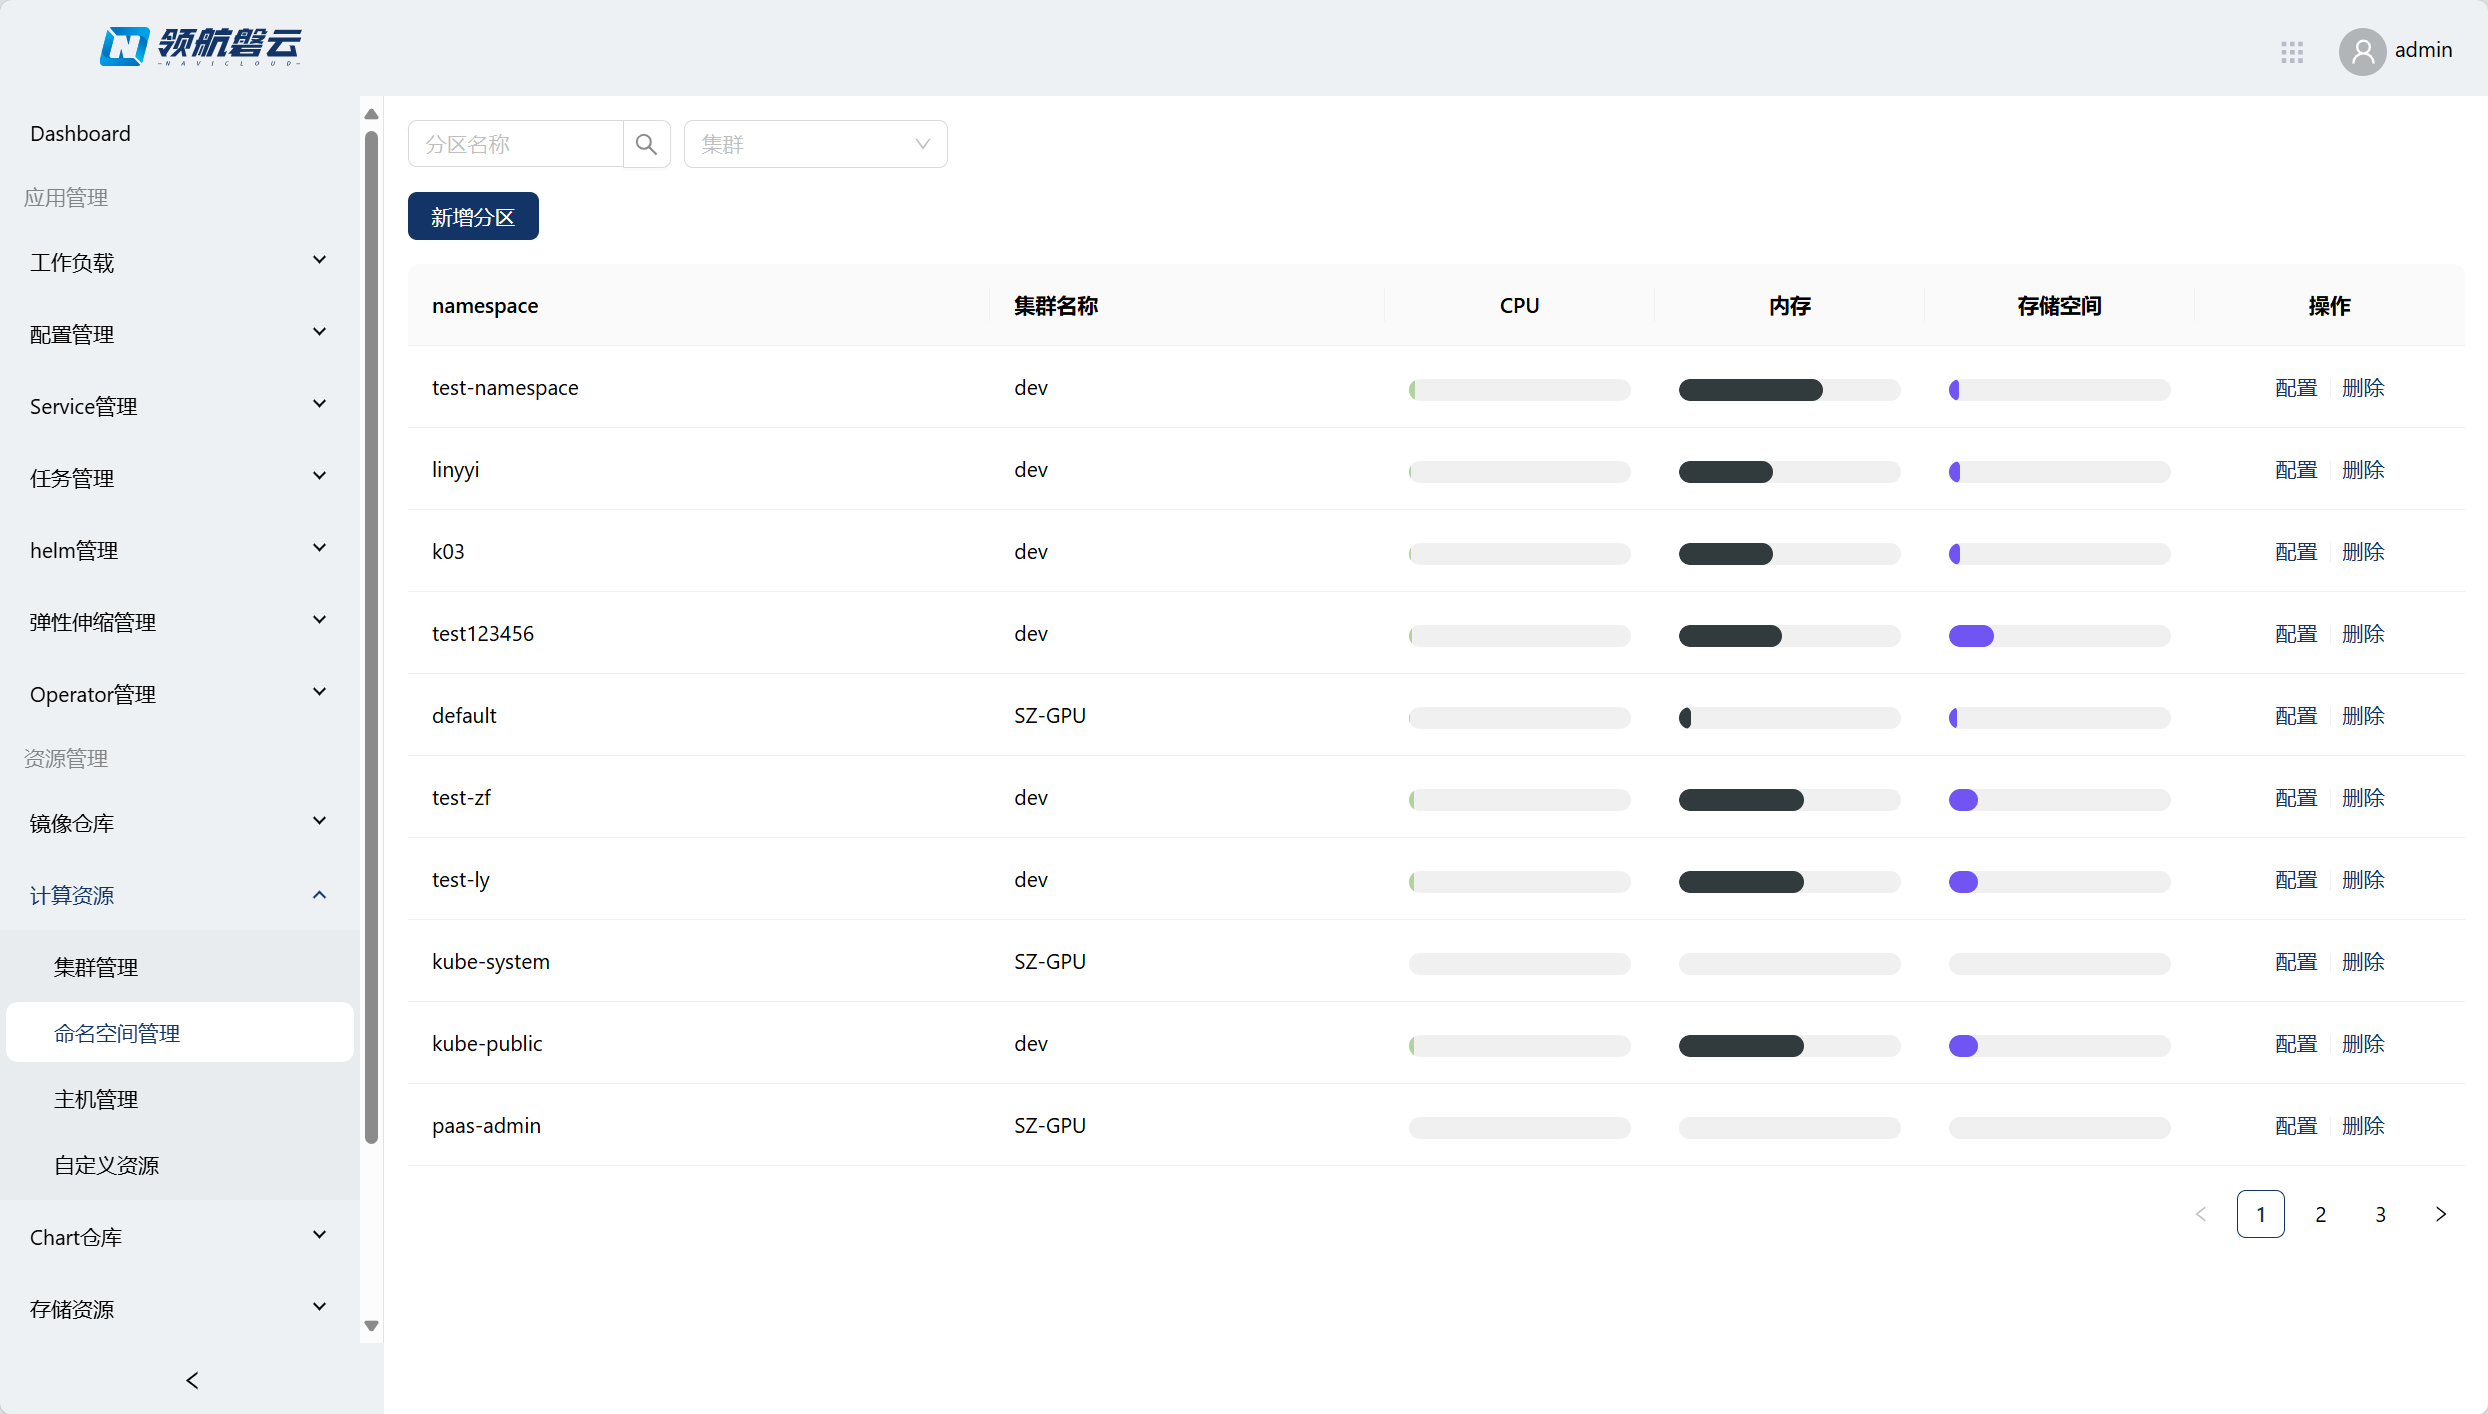 领航磐云
-NAVICLOUD-
admin
Dashboard
应用管理
工作负载
配置管理
Service管理
任务管理
helm管理
弹性伸缩管理
Operator管理
资源管理
镜像仓库
计算资源
集群管理
命名空间管理
主机管理
自定义资源
Chart仓库
存储资源
分区名称 集群
新增分区
namespace 集群名称 CPU 内存 存储空间 操作
test-namespace dev 配置 删除
linyyi dev 配置 删除
k03 dev 配置 删除
test123456 dev 配置 删除
default SZ-GPU 配置 删除
test-zf dev 配置 删除
test-ly dev 配置 删除
kube-system SZ-GPU 配置 删除
kube-public dev 配置 删除
paas-admin SZ-GPU 配置 删除
1 2 3